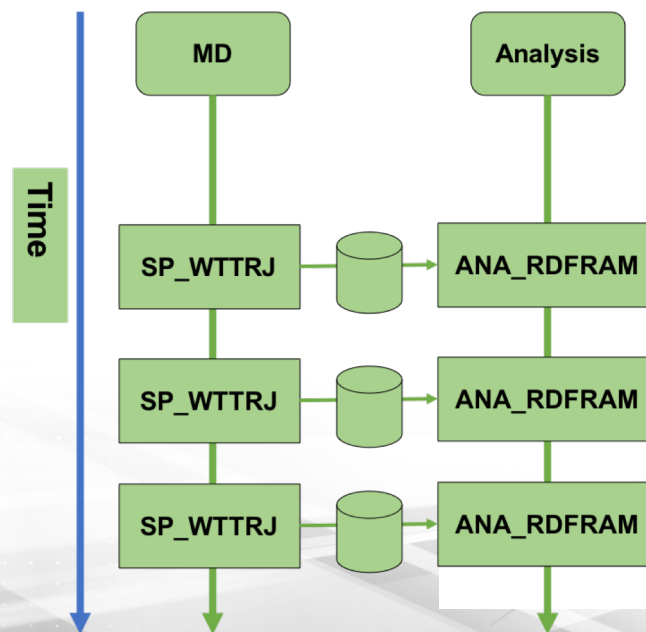 MD
Analysis
Time
SP_WTTRJ
ANA_RDFRAM
SP_WTTRJ
ANA_RDFRAM
SP_WTTRJ
ANA_RDFRAM